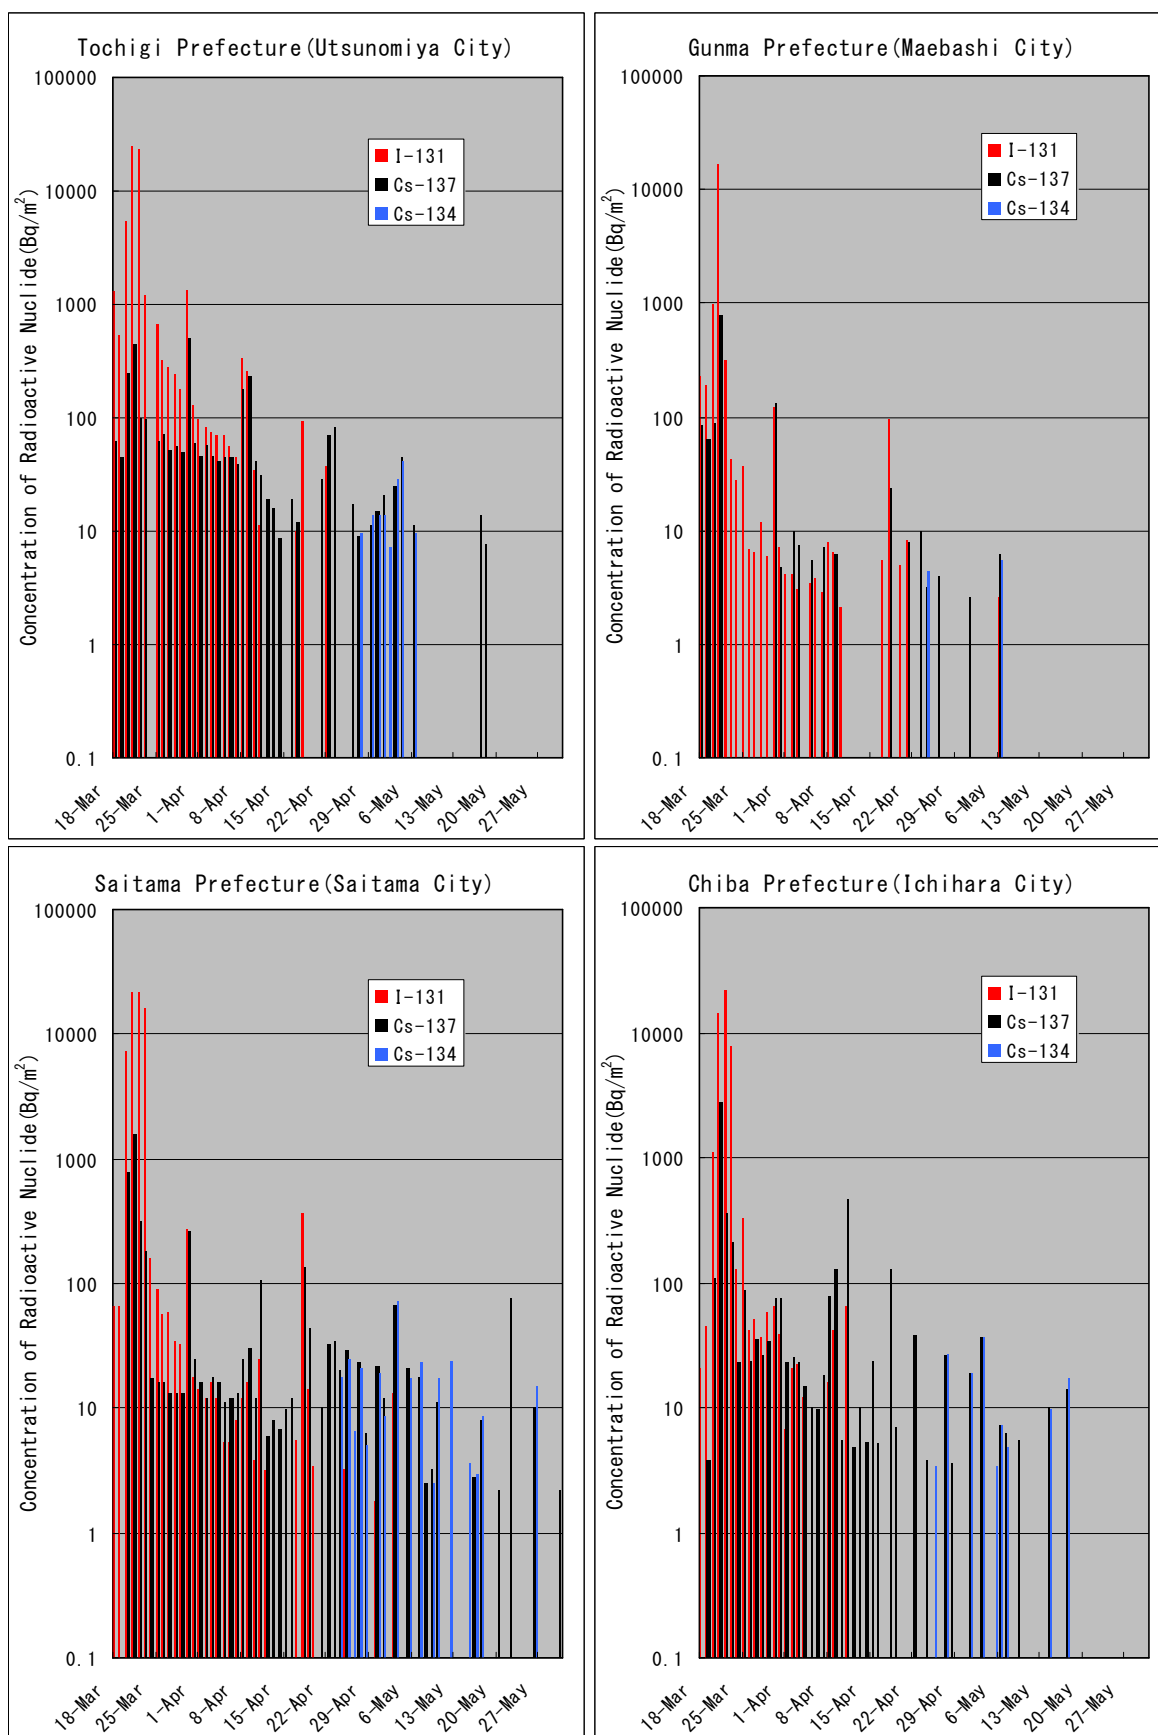 Tochigi Prefecture(Utsunomiya City)
Concentration of Radioactive Nuclide(Bq/m²)
100000
10000
1000
100
10
1
0.1
I-131
Cs-137
Cs-134
18-Mar
25-Mar
1-Apr
8-Apr
15-Apr
22-Apr
29-Apr
6-May
13-May
20-May
27-May
Gunma Prefecture(Maebashi City)
Concentration of Radioactive Nuclide(Bq/m²)
100000
10000
1000
100
10
1
0.1
I-131
Cs-137
Cs-134
18-Mar
25-Mar
1-Apr
8-Apr
15-Apr
22-Apr
29-Apr
6-May
13-May
20-May
27-May
Saitama Prefecture(Saitama City)
Concentration of Radioactive Nuclide(Bq/m²)
100000
10000
1000
100
10
1
0.1
I-131
Cs-137
Cs-134
18-Mar
25-Mar
1-Apr
8-Apr
15-Apr
22-Apr
29-Apr
6-May
13-May
20-May
27-May
Chiba Prefecture(Ichihara City)
Concentration of Radioactive Nuclide(Bq/m²)
100000
10000
1000
100
10
1
0.1
I-131
Cs-137
Cs-134
18-Mar
25-Mar
1-Apr
8-Apr
15-Apr
22-Apr
29-Apr
6-May
13-May
20-May
27-May